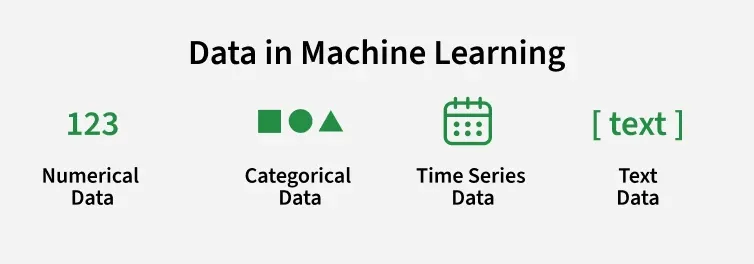 Data in Machine Learning
123
[ text ]
Numerical
Data
Categorical
Data
Time Series
Data
Text
Data